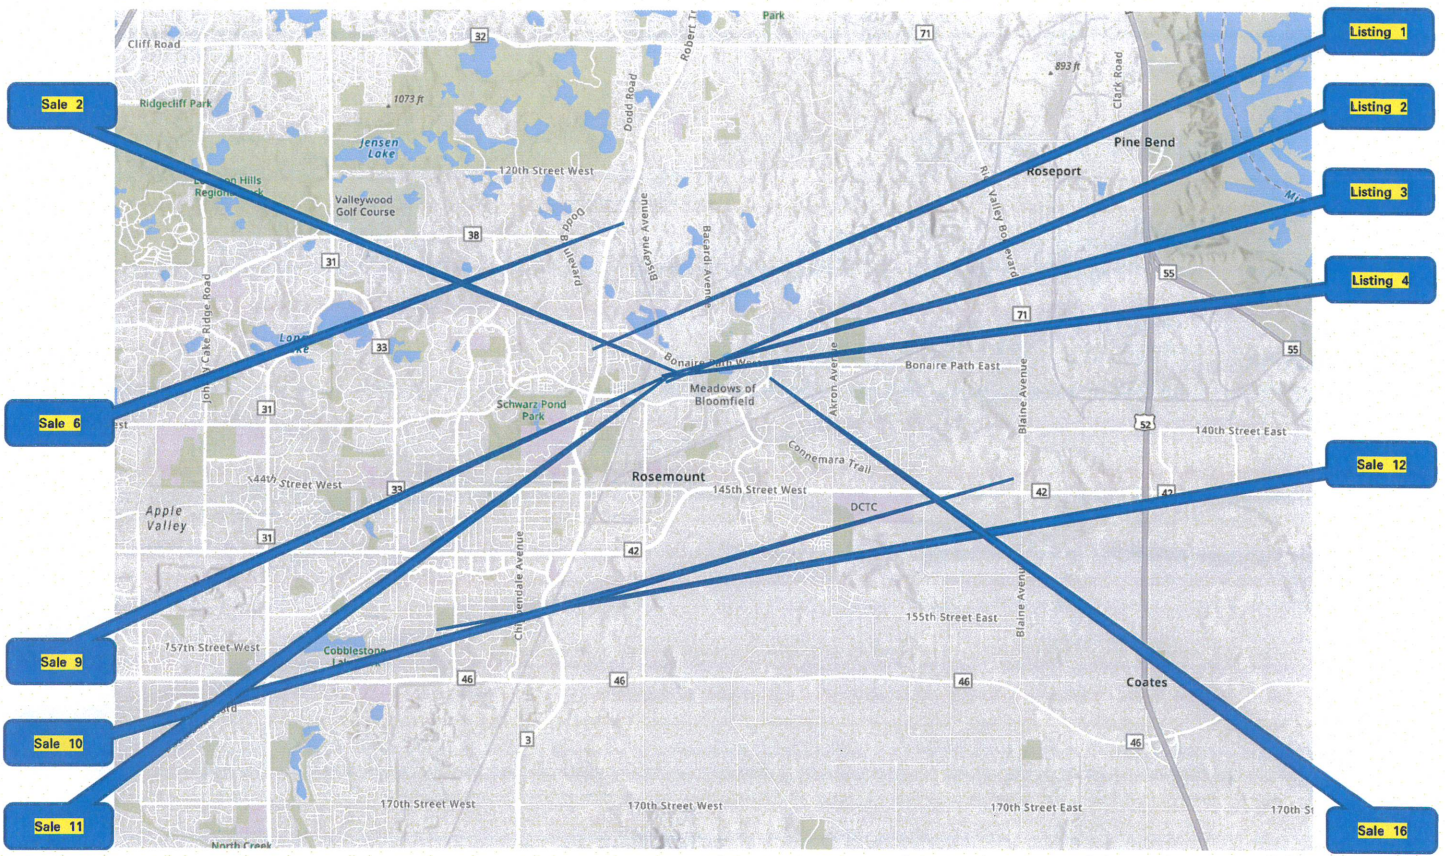 Park
Listing 1
32
71
Robert Tr
Cliff Road
893 ft
Clark Road
Sale 2
Ridgecliff Park
1073 ft
Dodd Road
Listing 2
Jensen
Lake
Pine Bend
120th Street West
Roseport
Hills
Valleywood
Golf Course
Listing 3
38
Dodd
Boulevard
Biscayne Avenue
Bacardi Avenue
Valley Boulevard
31
55
Listing 4
Johnny Cake Ridge Road
71
33
55
Bonaire Path West
Bonaire Path East
Akron Avenue
Blaine Avenue
Meadows of
Bloomfield
31
Schwarz Pond
Park
Sale 6
52
140th Street East
Connemara Trail
Rosemount
Sale 12
144th Street West
33
145th Street West
42
42
Apple
Valley
DCTC
31
42
Chippendale Avenue
Blaine Avenue
155th Street East
157th Street West
Cobblestone
Sale 9
46
46
46
Coates
Sale 10
3
46
170th Street West
170th Street West
170th Street East
170th St
Sale 11
Sale 16
North Creek